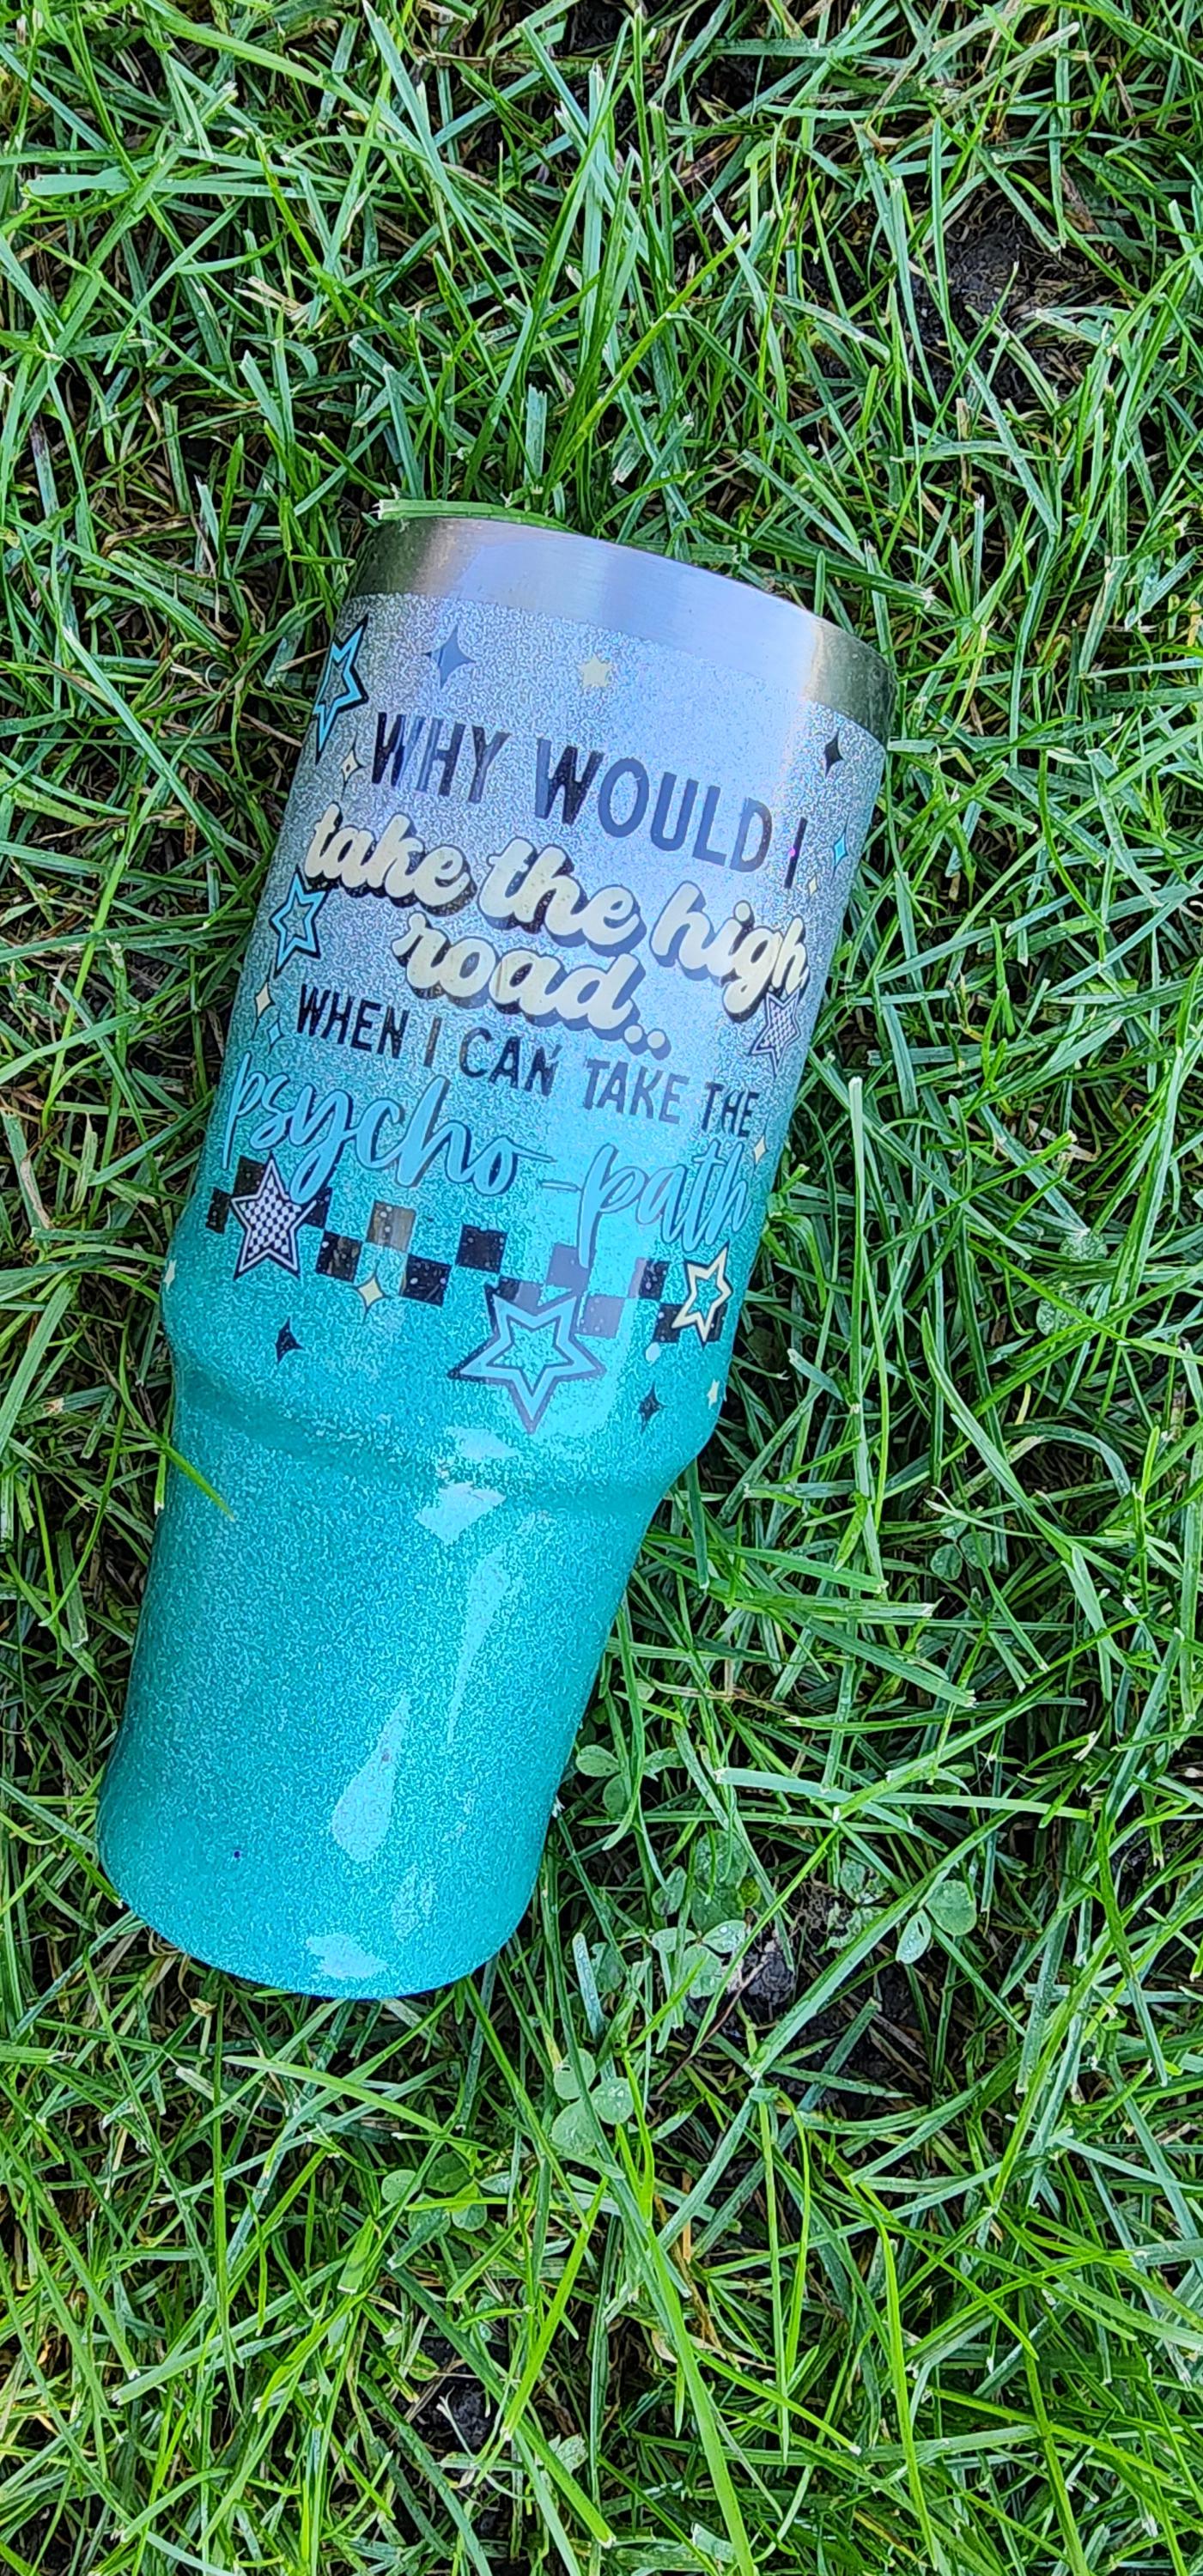 WHY WOULD I
take the high
road..
WHEN I CAN TAKE THE
psycho-path